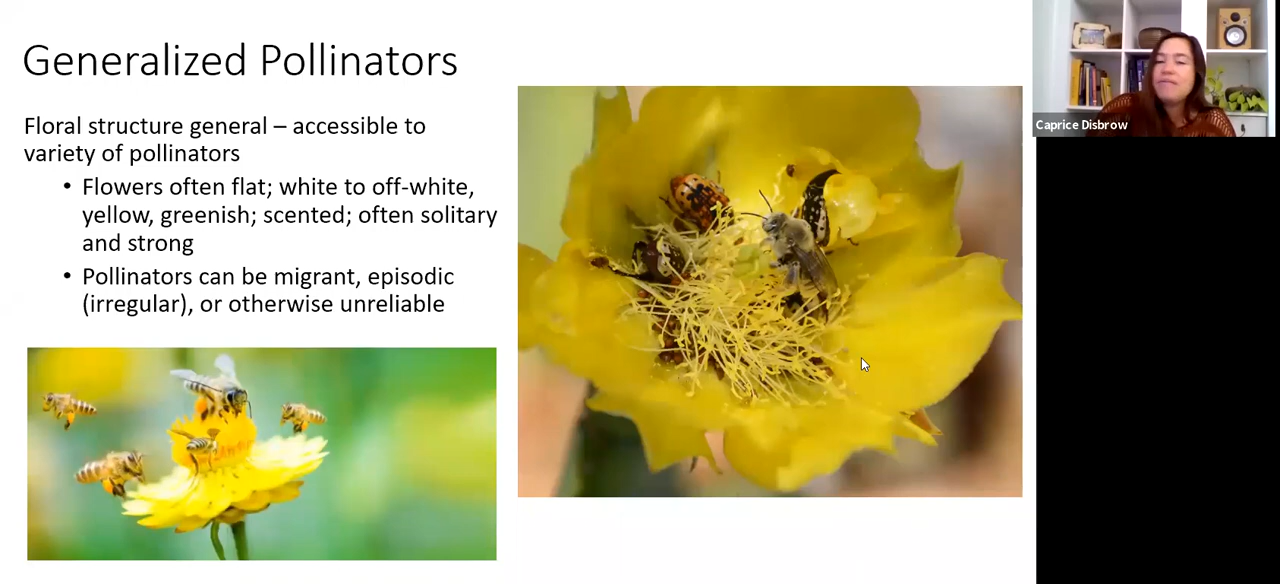 Generalized Pollinators
Floral structure general – accessible to
variety of pollinators
• Flowers often flat; white to off-white,
yellow, greenish; scented; often solitary
and strong
• Pollinators can be migrant, episodic
(irregular), or otherwise unreliable
Caprice Disbrow